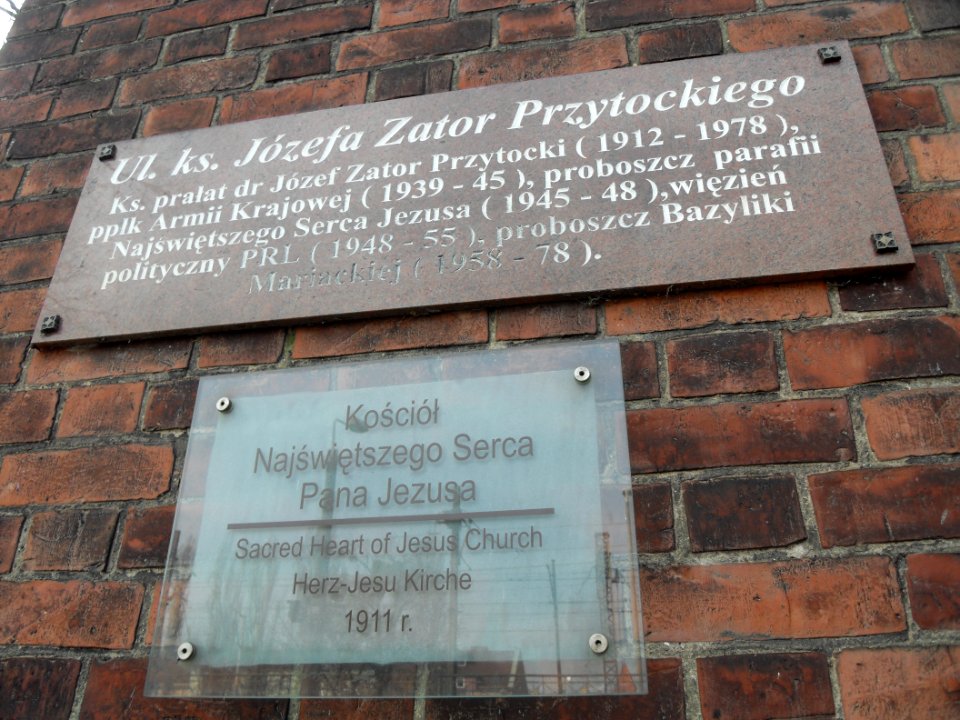 Ul. ks. Józefa Zator Przytockiego
Ks. prałat dr Józef Zator Przytocki ( 1912 - 1978 ),
pplk Armii Krajowej ( 1939 - 45 ), proboszcz parafii
Najświętszego Serca Jezusa ( 1945 - 48 ),więzień
polityczny PRL ( 1948 - 55 ), proboszcz Bazyliki
Mariackiej ( 1958 - 78 ).
Kościół
Najświętszego Serca
Pana Jezusa
Sacred Heart of Jesus Church
Herz-Jesu Kirche
1911 r.